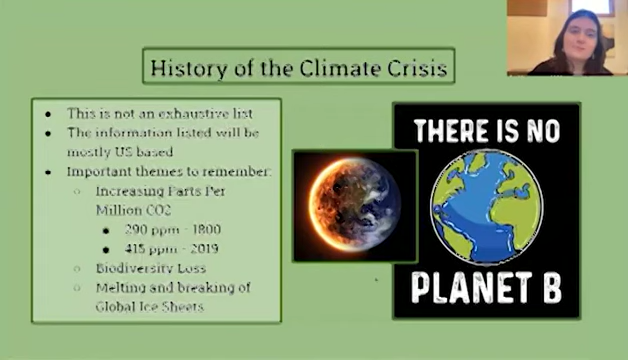 History of the Climate Crisis
This is not an exhaustive list
The information listed will be
mostly US based
Important themes to remember:
Increasing Parts Per
Million CO2
290 ppm - 1800
415 ppm - 2019
Biodiversity Loss
Melting and breaking of
Global Ice Sheets
THERE IS NO
PLANET B